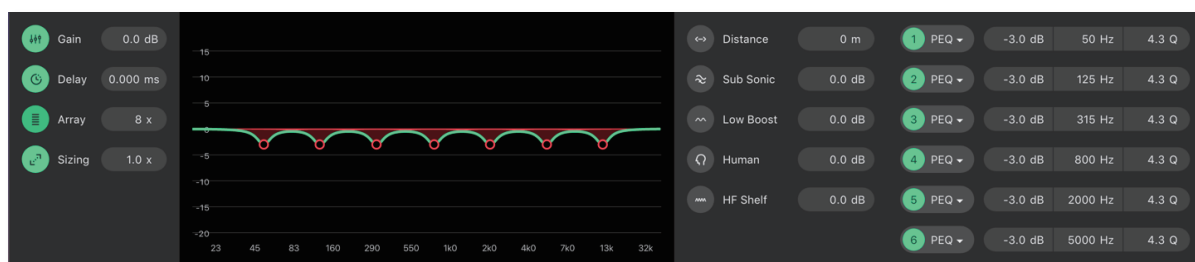 Gain 0.0 dB
Delay 0.000 ms
Array 8 x
Sizing 1.0 x
15
10
5
0
-5
-10
-15
-20
23 45 83 160 290 550 1k0 2k0 4k0 7k0 13k 32k
Distance 0 m
Sub Sonic 0.0 dB
Low Boost 0.0 dB
Human 0.0 dB
HF Shelf 0.0 dB
1 PEQ -3.0 dB 50 Hz 4.3 Q
2 PEQ -3.0 dB 125 Hz 4.3 Q
3 PEQ -3.0 dB 315 Hz 4.3 Q
4 PEQ -3.0 dB 800 Hz 4.3 Q
5 PEQ -3.0 dB 2000 Hz 4.3 Q
6 PEQ -3.0 dB 5000 Hz 4.3 Q